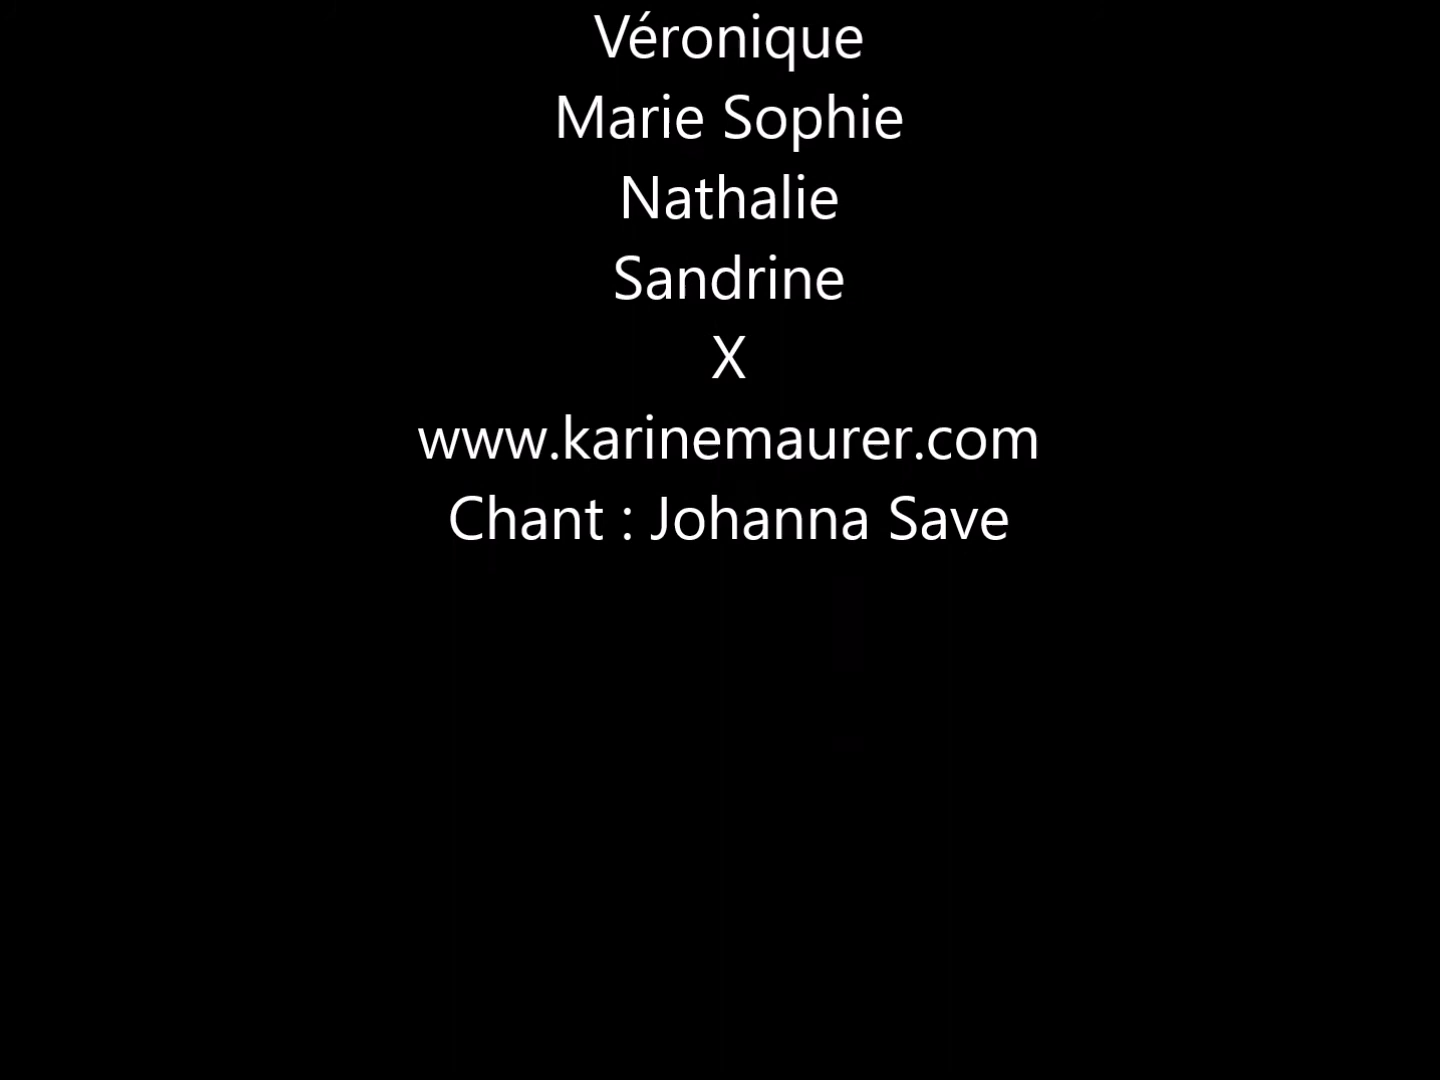 Véronique
Marie Sophie
Nathalie
Sandrine
X
www.karinemaurer.com
Chant : Johanna Save